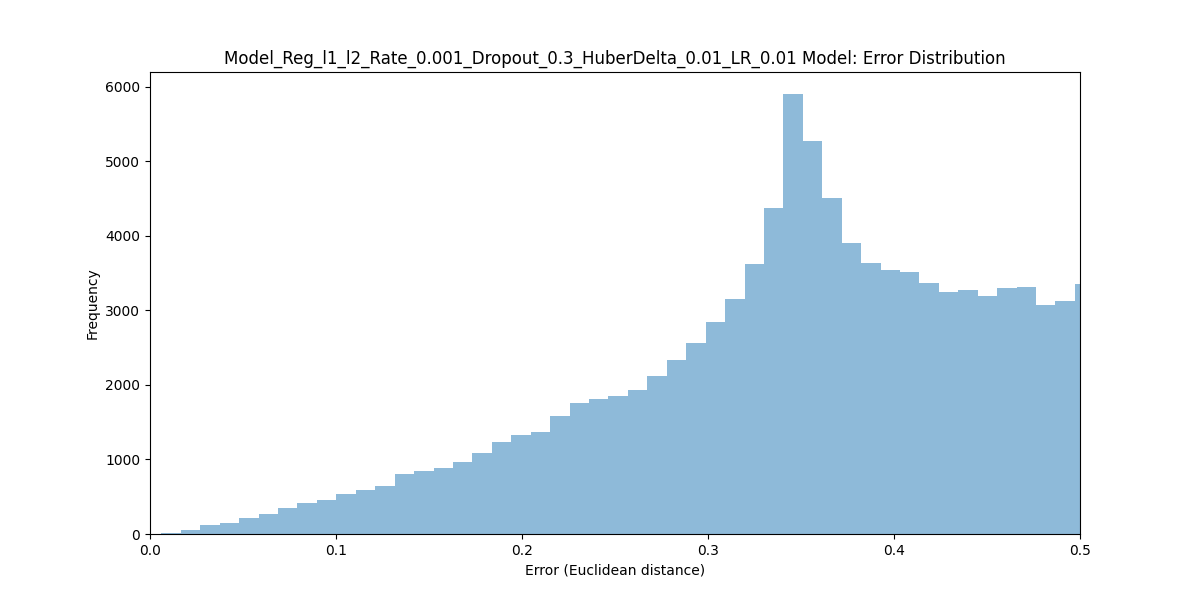 Model_Reg_l1_l2_Rate_0.001_Dropout_0.3_HuberDelta_0.01_LR_0.01 Model: Error Distribution
6000
5000
4000
3000
2000
1000
0
Frequency
0.0 0.1 0.2 0.3 0.4 0.5
Error (Euclidean distance)